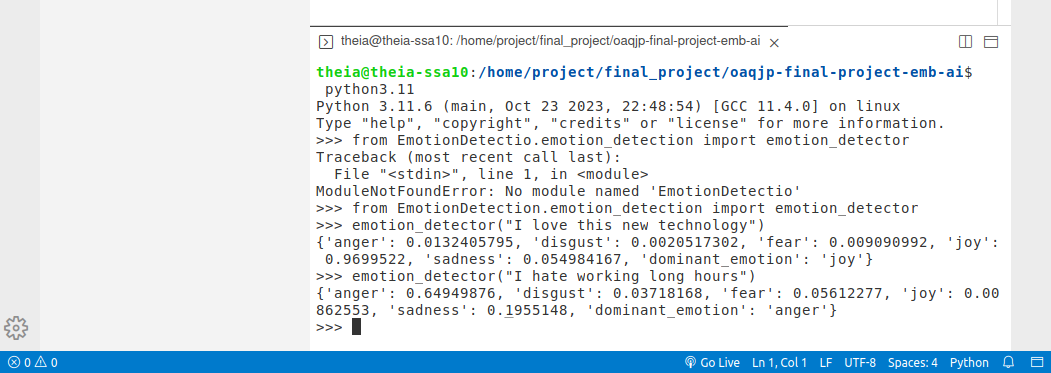 theia@theia-ssa10: /home/project/final_project/oaqjp-final-project-emb-ai
theia@theia-ssa10:/home/project/final_project/oaqjp-final-project-emb-ai$
python3.11
Python 3.11.6 (main, Oct 23 2023, 22:48:54) [GCC 11.4.0] on linux
Type "help", "copyright", "credits" or "license" for more information.
>>> from EmotionDetectio.emotion_detection import emotion_detector
Traceback (most recent call last):
  File "<stdin>", line 1, in <module>
ModuleNotFoundError: No module named 'EmotionDetectio'
>>> from EmotionDetection.emotion_detection import emotion_detector
>>> emotion_detector("I love this new technology")
{'anger': 0.0132405795, 'disgust': 0.0020517302, 'fear': 0.009090992, 'joy':
 0.9699522, 'sadness': 0.054984167, 'dominant_emotion': 'joy'}
>>> emotion_detector("I hate working long hours")
{'anger': 0.64949876, 'disgust': 0.03718168, 'fear': 0.05612277, 'joy': 0.00
862553, 'sadness': 0.1955148, 'dominant_emotion': 'anger'}
>>>
0 0 Go Live Ln 1, Col 1 LF UTF-8 Spaces: 4 Python